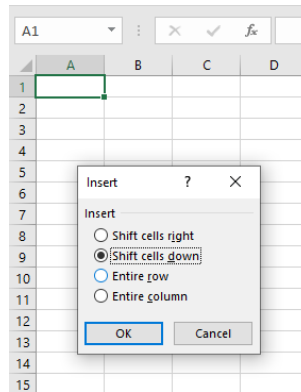 A1 fx
A B C D
1
2
3
4
5
6
7
8
9
10
11
12
13
14
15
Insert ?
Insert
Shift cells right
Shift cells down
Entire row
Entire column
OK Cancel